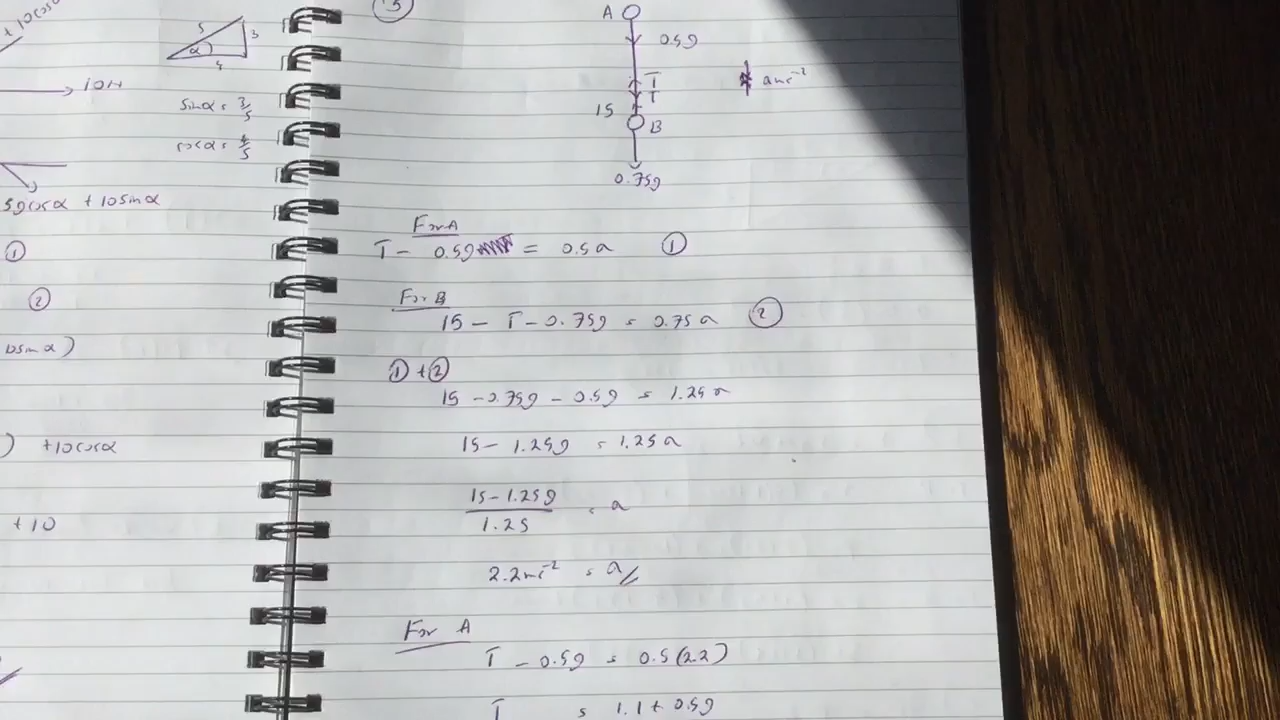 + 10cos
5
3
α
4
10N
sinα = 3/5
cosα = 4/5
5gcosα + 10sinα
①
②
10sinα)
) +10cosα
+ 10
A
0.5g
T
T
ams⁻²
15
B
0.75g
For A
T - 0.5g = 0.5a ①
For B
15 - T - 0.75g = 0.75a ②
① + ②
15 - 0.75g - 0.5g = 1.25a
15 - 1.25g = 1.25a
15 - 1.25g
1.25
= a
2.2ms⁻² = a
For A
T - 0.5g = 0.5(2.2)
T = 1.1 + 0.5g